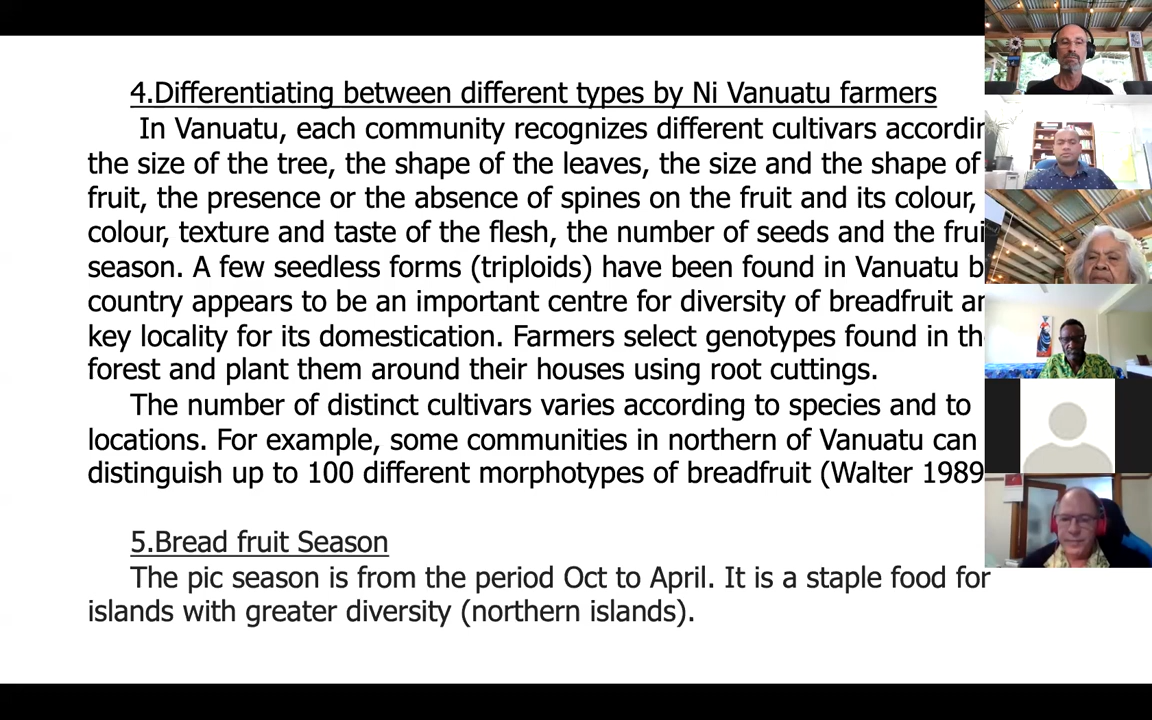 4.Differentiating between different types by Ni Vanuatu farmers
In Vanuatu, each community recognizes different cultivars
the size of the tree, the shape of the leaves, the size and the shape of
fruit, the presence or the absence of spines on the fruit and its colour,
colour, texture and taste of the flesh, the number of seeds and the
season. A few seedless forms (triploids) have been found in Vanuatu
country appears to be an important centre for diversity of breadfruit
key locality for its domestication. Farmers select genotypes found in
forest and plant them around their houses using root cuttings.
The number of distinct cultivars varies according to species and to
locations. For example, some communities in northern of Vanuatu can
distinguish up to 100 different morphotypes of breadfruit (Walter 1989
5.Bread fruit Season
The pic season is from the period Oct to April. It is a staple food for
islands with greater diversity (northern islands).